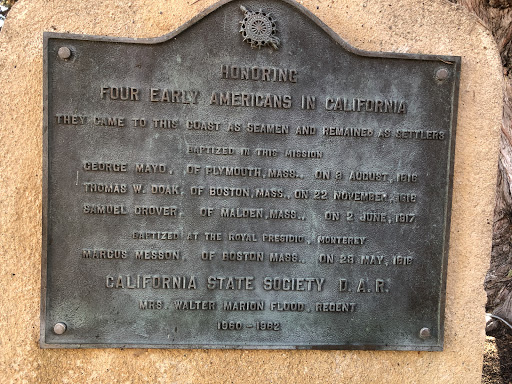 HONORING
FOUR EARLY AMERICANS IN CALIFORNIA
THEY CAME TO THIS COAST AS SEAMEN AND REMAINED AS SETTLERS
BAPTIZED IN THIS MISSION
GEORGE MAYO, OF PLYMOUTH, MASS., ON 8 AUGUST, 1816
THOMAS W. DOAK, OF BOSTON, MASS., ON 22 NOVEMBER, 1816
SAMUEL GROVER, OF MALDEN, MASS., ON 2 JUNE, 1817
BAPTIZED AT THE ROYAL PRESIDIO, MONTEREY
MARCUS MESSON, OF BOSTON MASS., ON 28 MAY, 1816
CALIFORNIA STATE SOCIETY D. A. R.
MRS. WALTER MARION FLOOD, REGENT
1960 - 1962